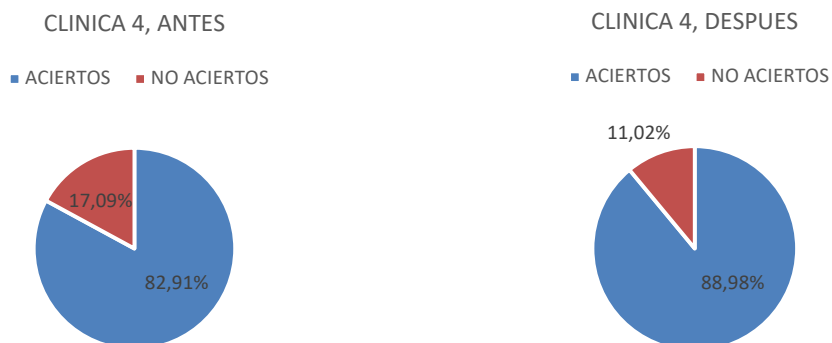 CLINICA 4, ANTES
ACIERTOS NO ACIERTOS
17,09%
82,91%
CLINICA 4, DESPUES
ACIERTOS NO ACIERTOS
11,02%
88,98%